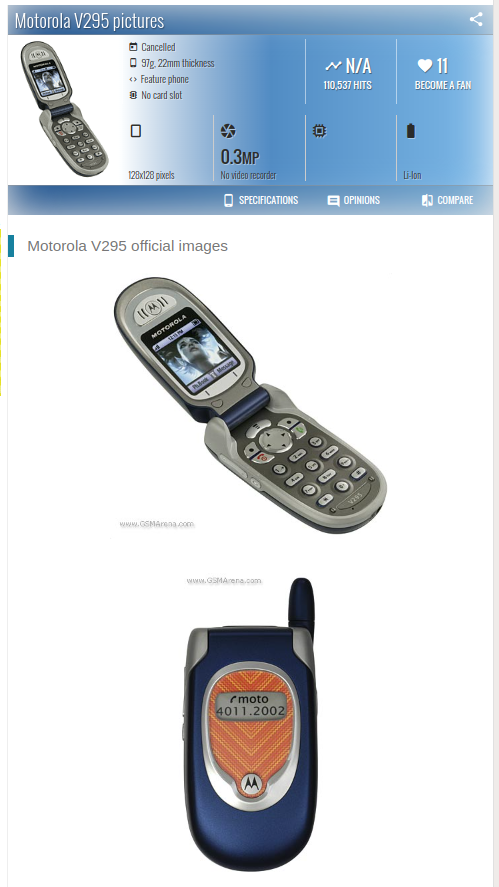 Motorola V295 pictures
Cancelled
97g, 22mm thickness
Feature phone
No card slot
N/A
110,537 HITS
11
BECOME A FAN
128x128 pixels
0.3MP
No video recorder
Li-Ion
SPECIFICATIONS
OPINIONS
COMPARE
Motorola V295 official images
MOTOROLA
Message
V295
www.GSMArena.com
www.GSMArena.com
moto
4011.2002